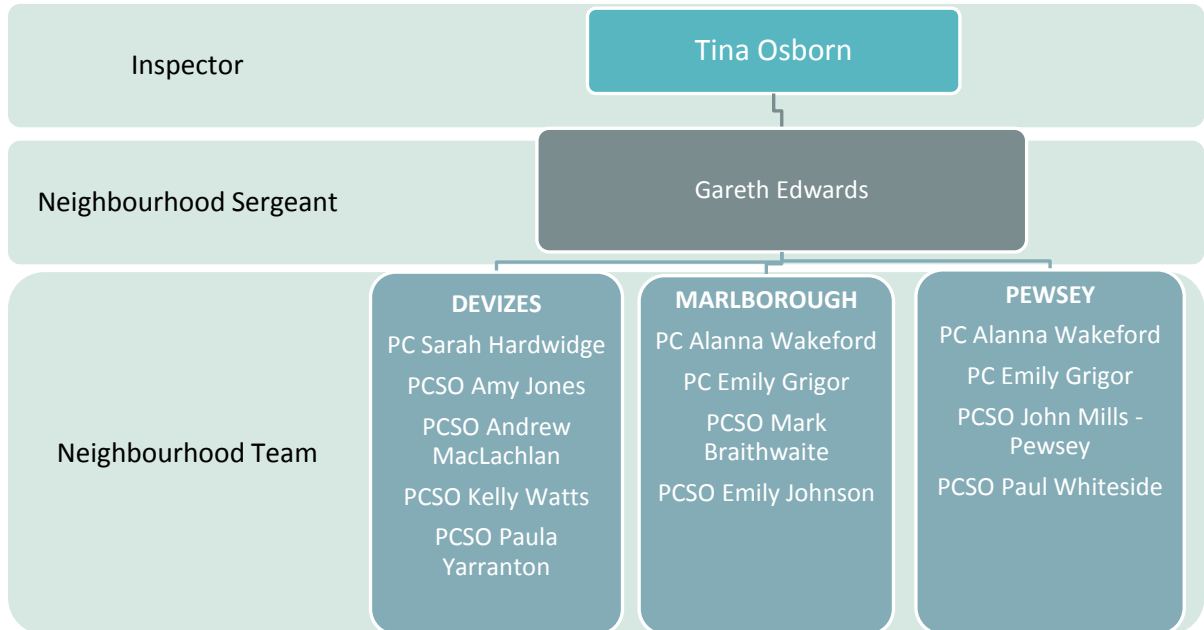 Inspector
Tina Osborn
Neighbourhood Sergeant
Gareth Edwards
Neighbourhood Team
DEVIZES
PC Sarah Hardwidge
PCSO Amy Jones
PCSO Andrew
MacLachlan
PCSO Kelly Watts
PCSO Paula
Yarranton
MARLBOROUGH
PC Alanna Wakeford
PC Emily Grigor
PCSO Mark
Braithwaite
PCSO Emily Johnson
PEWSEY
PC Alanna Wakeford
PC Emily Grigor
PCSO John Mills -
Pewsey
PCSO Paul Whiteside